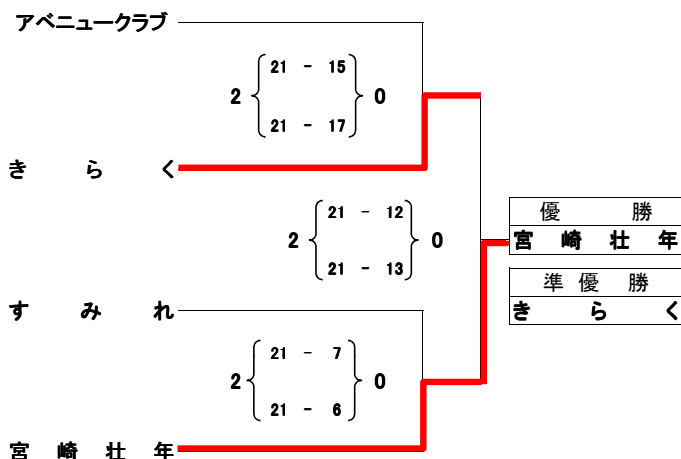 アベニュークラブ
21 - 15
2 0
21 - 17
き ら く
21 - 12
2 0
21 - 13
優 勝
宮 崎 壮 年
準 優 勝
き ら く
す み れ
21 - 7
2 0
21 - 6
宮 崎 壮 年